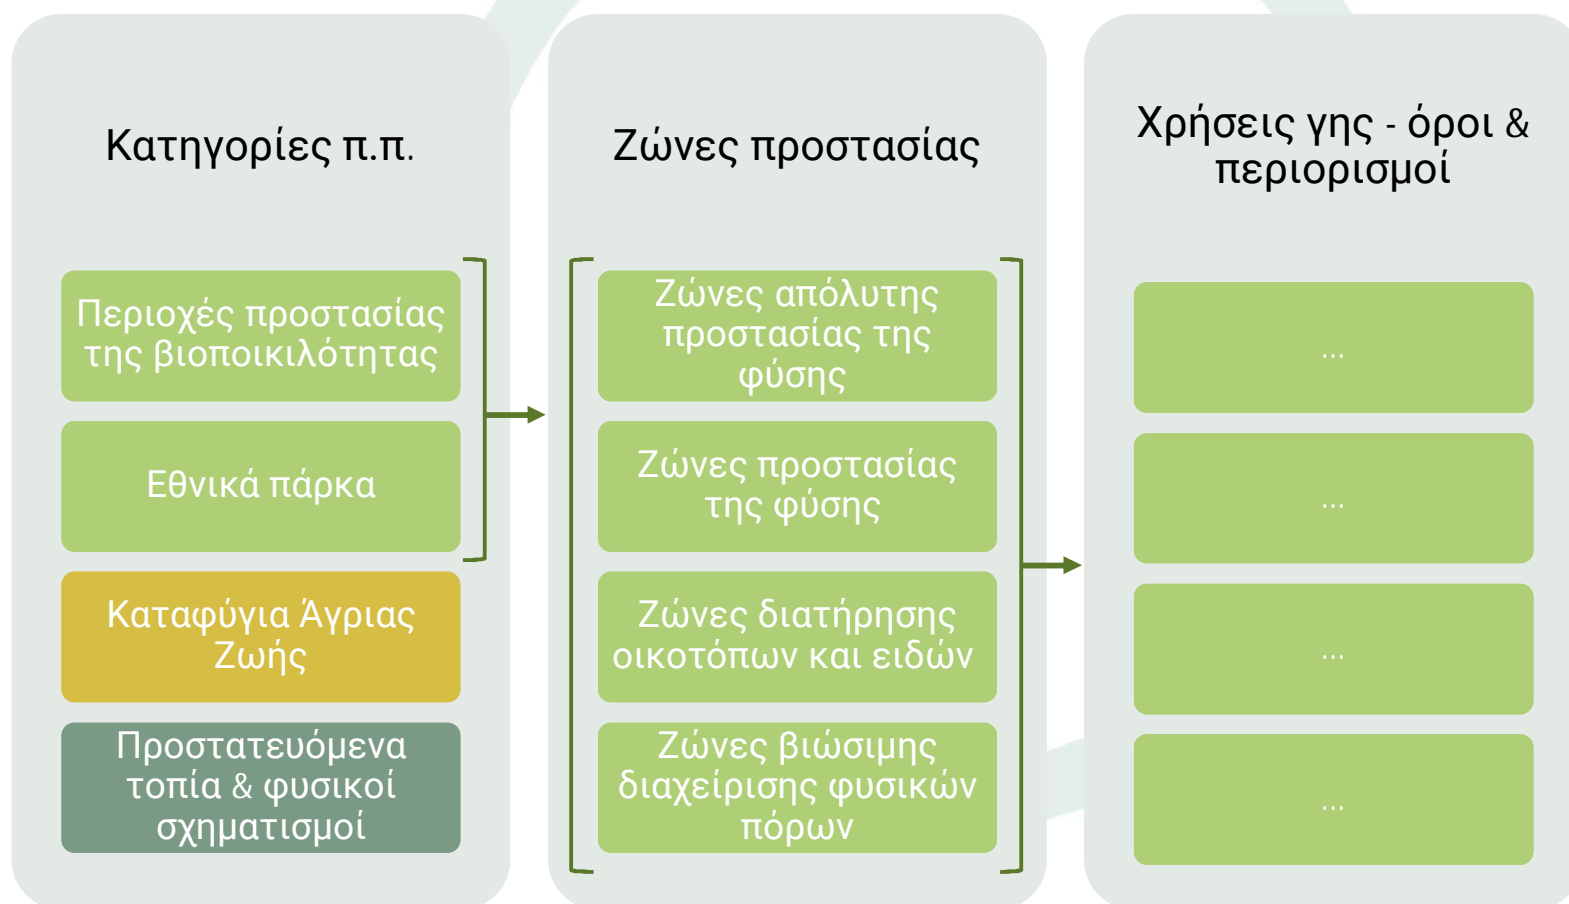 Κατηγορίες π.π.
Περιοχές προστασίας
της βιοποικιλότητας
Εθνικά πάρκα
Καταφύγια Άγριας
Ζωής
Προστατευόμενα
τοπία & φυσικοί
σχηματισμοί
Ζώνες προστασίας
Ζώνες απόλυτης
προστασίας της
φύσης
Ζώνες προστασίας
της φύσης
Ζώνες διατήρησης
οικοτόπων και ειδών
Ζώνες βιώσιμης
διαχείρισης φυσικών
πόρων
Χρήσεις γης - όροι &
περιορισμοί
...
...
...
...